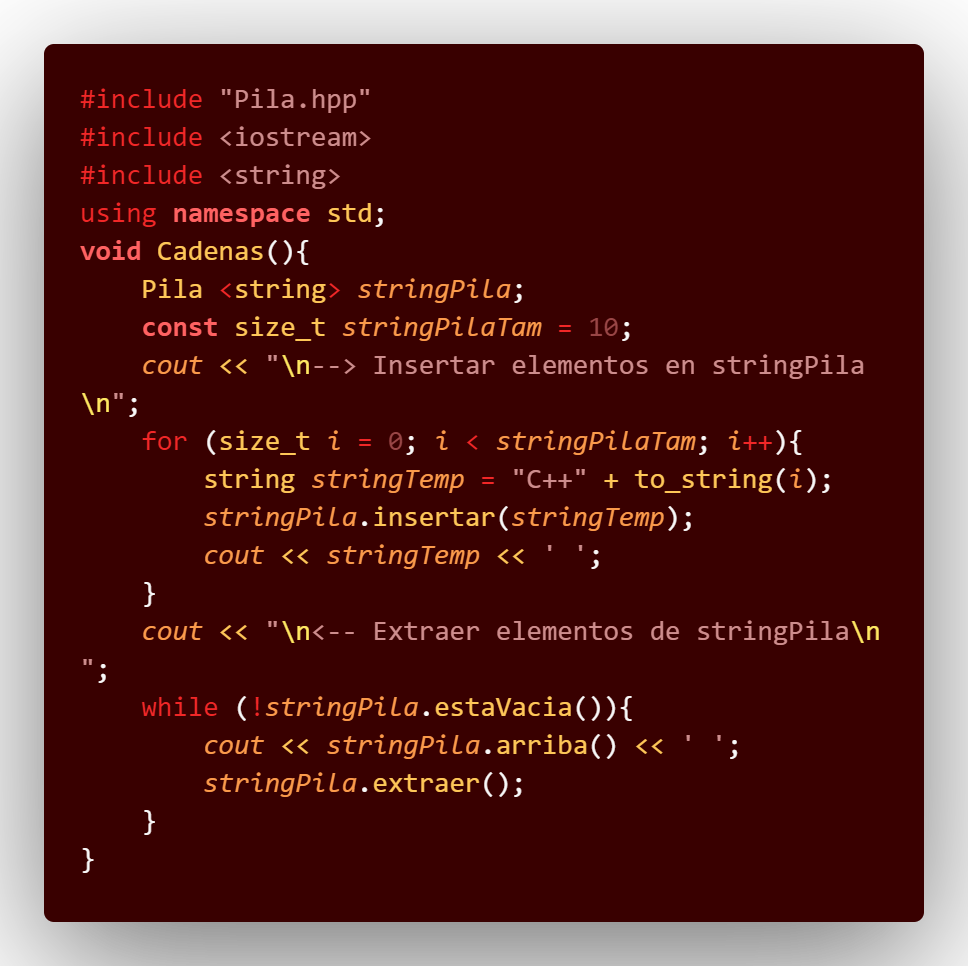 #include "Pila.hpp"
#include <iostream>
#include <string>
using namespace std;
void Cadenas(){
    Pila <string> stringPila;
    const size_t stringPilaTam = 10;
    cout << "\n--> Insertar elementos en stringPila
\n";
    for (size_t i = 0; i < stringPilaTam; i++){
        string stringTemp = "C++" + to_string(i);
        stringPila.insertar(stringTemp);
        cout << stringTemp << ' ';
    }
    cout << "\n<-- Extraer elementos de stringPila\n
";
    while (!stringPila.estaVacia()){
        cout << stringPila.arriba() << ' ';
        stringPila.extraer();
    }
}